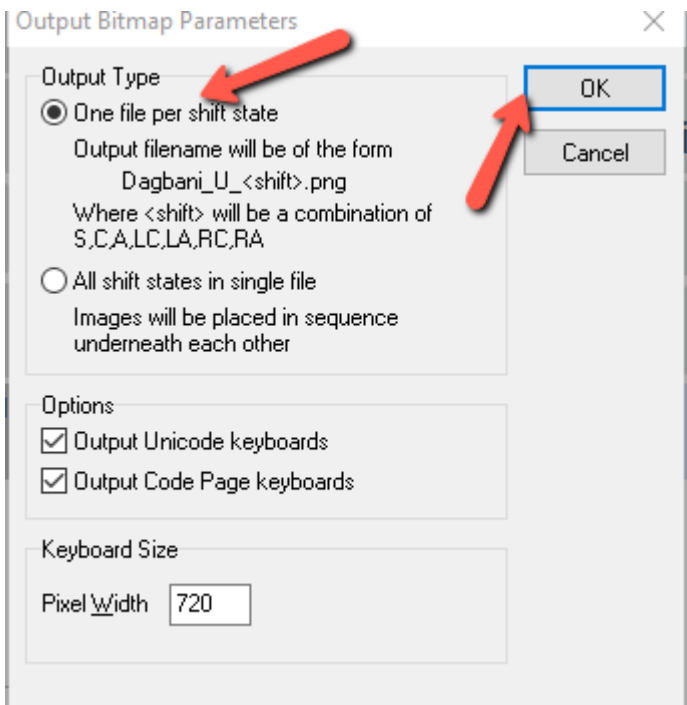 Output Bitmap Parameters
Output Type
OK
One file per shift state
Output filename will be of the form
Dagbani_U_<shift>.png
Cancel
Where <shift> will be a combination of
S,C,A,LC,LA,RC,RA
All shift states in single file
Images will be placed in sequence
underneath each other
Options
Output Unicode keyboards
Output Code Page keyboards
Keyboard Size
Pixel Width 720